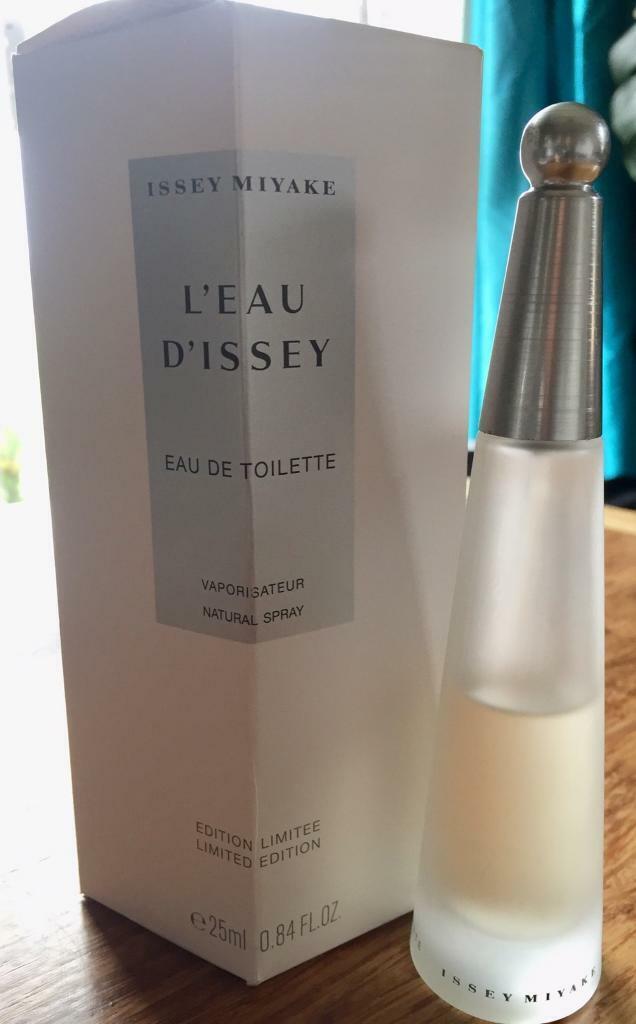 ISSEY MIYAKE
L'EAU
D'ISSEY
EAU DE TOILETTE
VAPORISATEUR
NATURAL SPRAY
EDITION LIMITEE
LIMITED EDITION
℮25ml 0.84 FL.OZ.
ISSEY MIYAKE